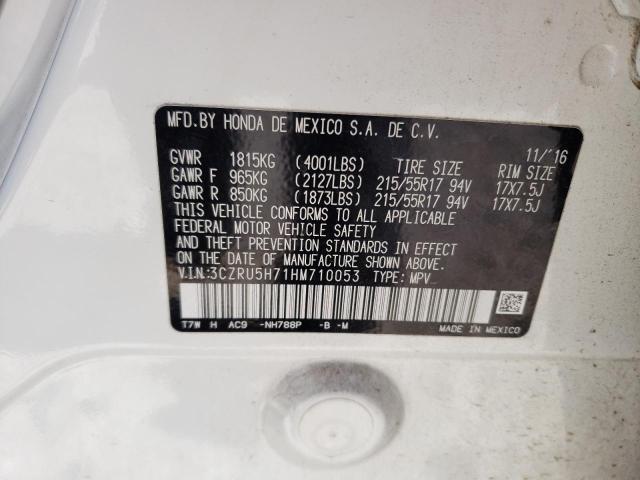 MFD.BY HONDA DE MEXICO S.A. DE C.V.
11/'16
GVWR 1815KG (4001LBS) TIRE SIZE RIM SIZE
GAWR F 965KG (2127LBS) 215/55R17 94V 17X7.5J
GAWR R 850KG (1873LBS) 215/55R17 94V 17X7.5J
THIS VEHICLE CONFORMS TO ALL APPLICABLE
FEDERAL MOTOR VEHICLE SAFETY
AND THEFT PREVENTION STANDARDS IN EFFECT
ON THE DATE OF MANUFACTURE SHOWN ABOVE.
V.I.N:3CZRU5H71HM710053 TYPE: MPV
T7W H AC9 -NH788P -B -M
MADE IN MEXICO